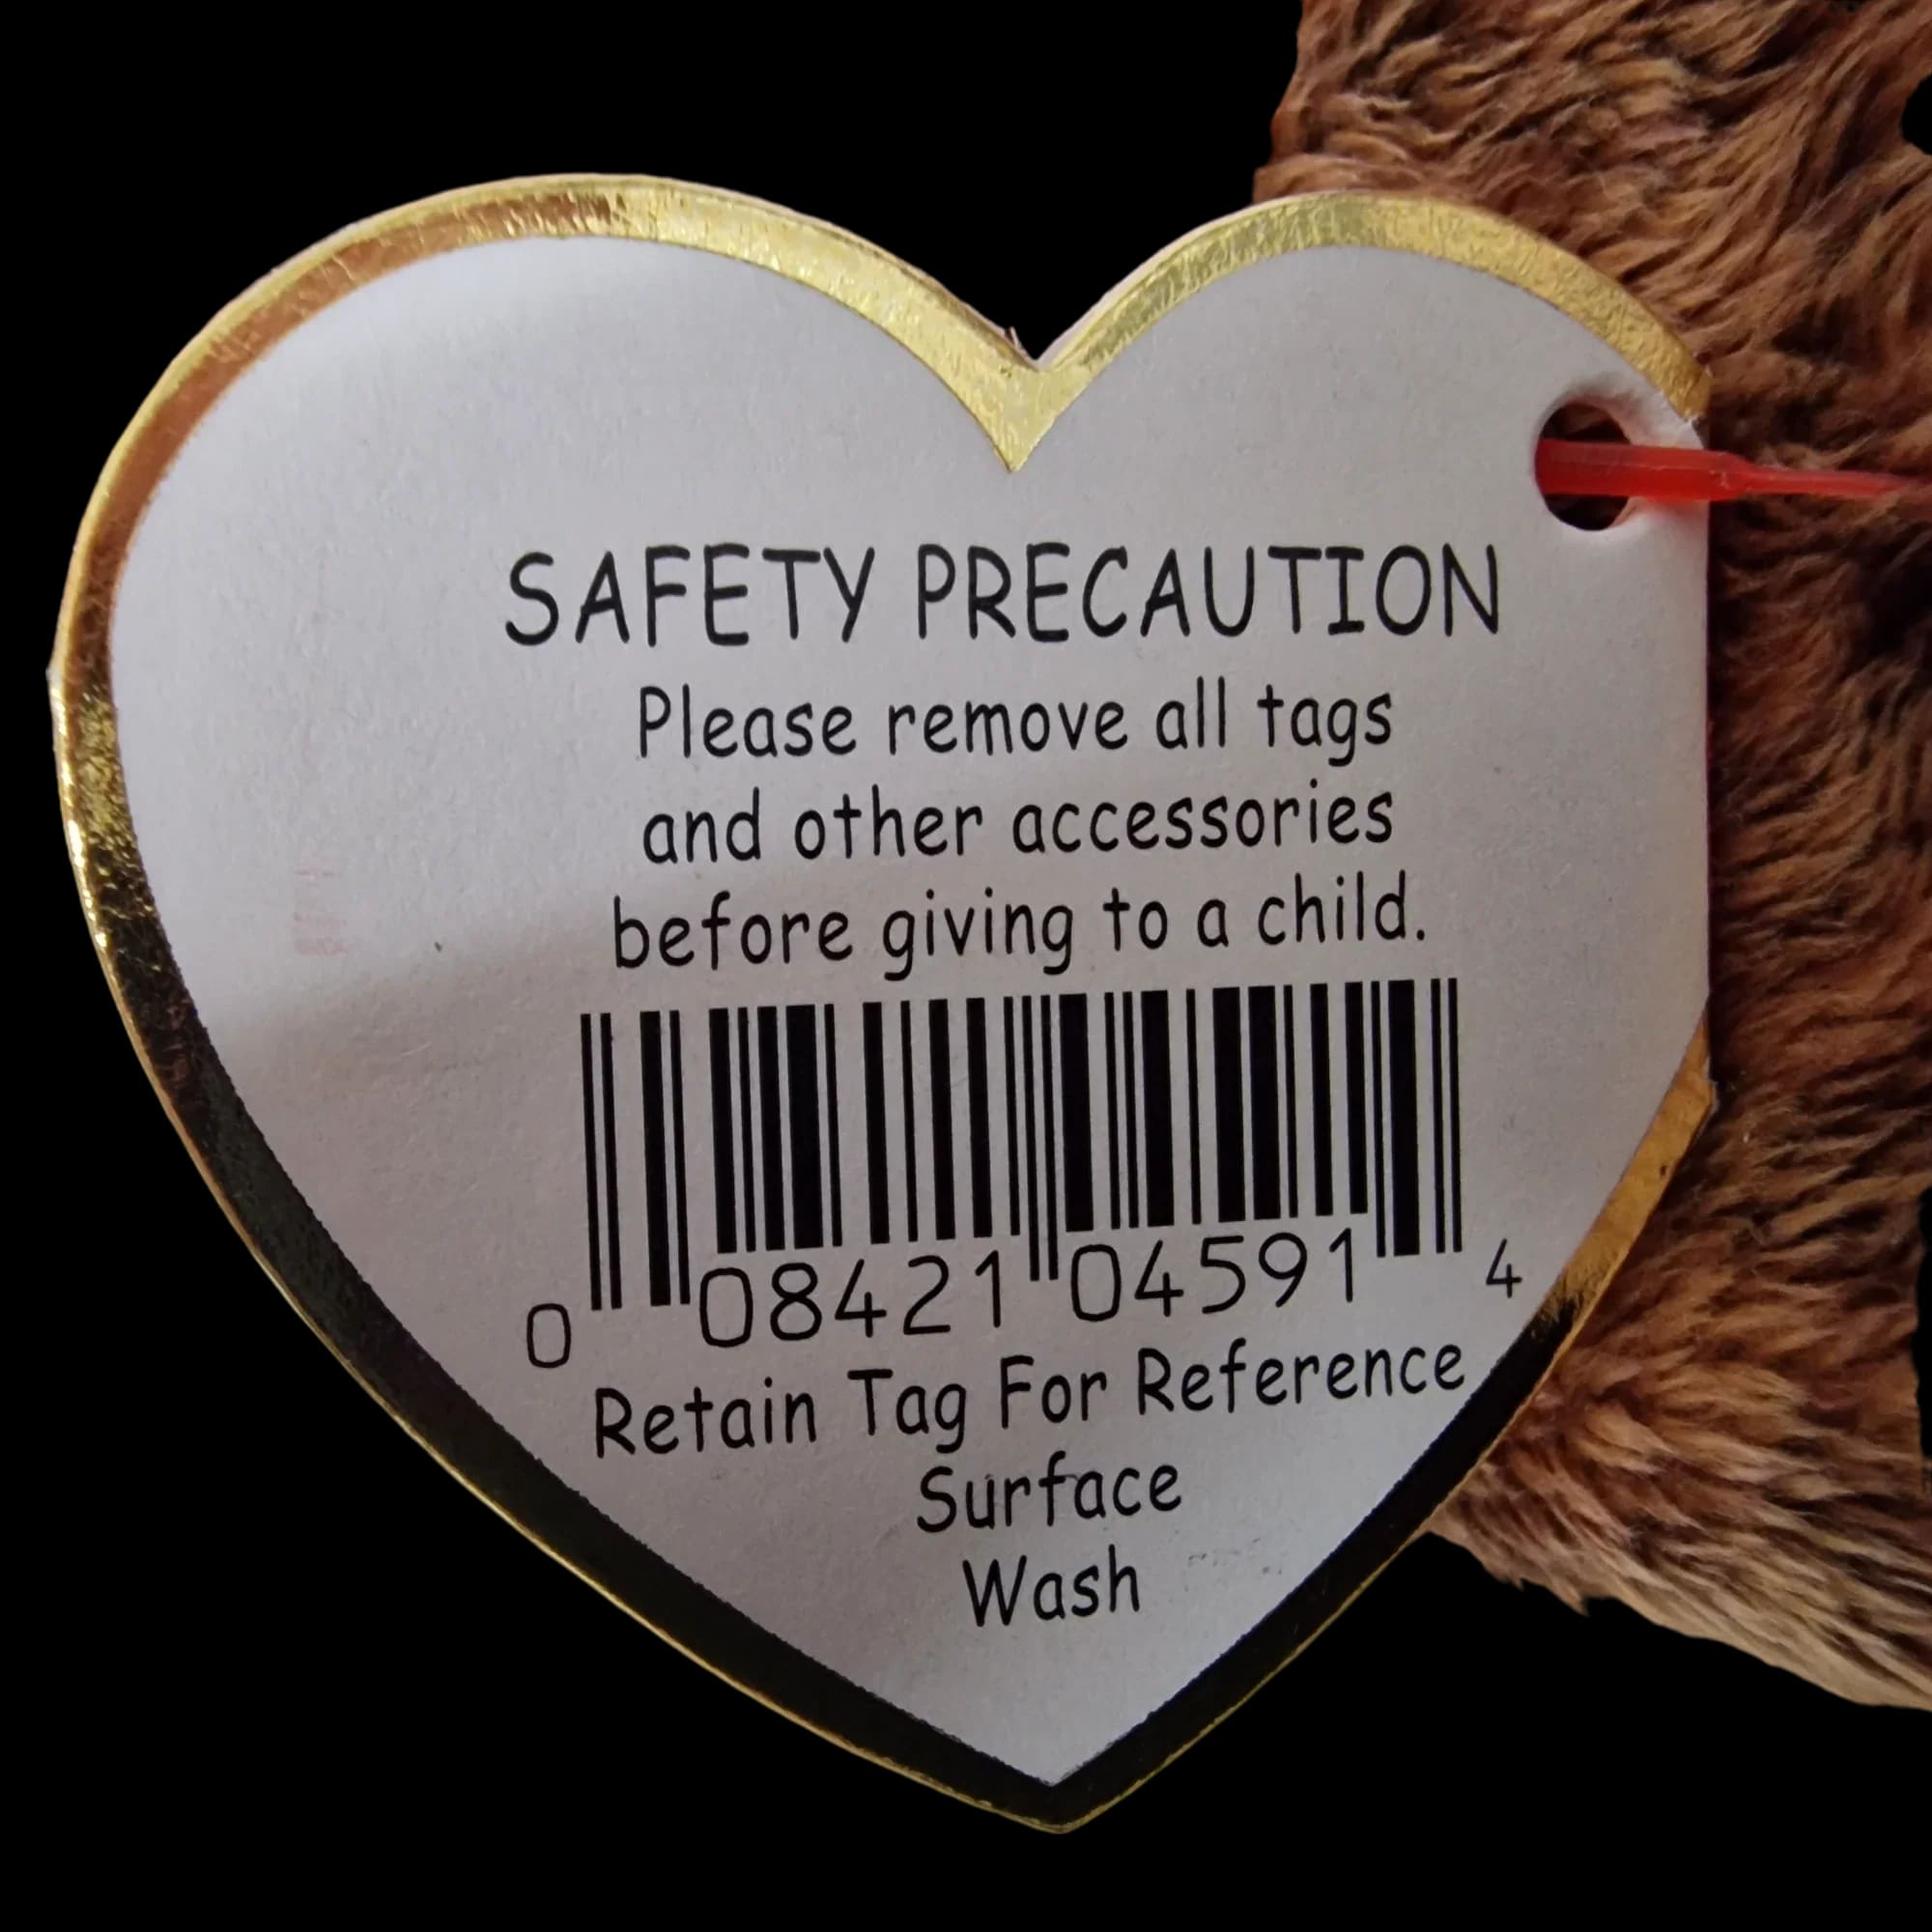 SAFETY PRECAUTION
Please remove all tags
and other accessories
before giving to a child.
0 08421 04591 4
Retain Tag For Reference
Surface
Wash